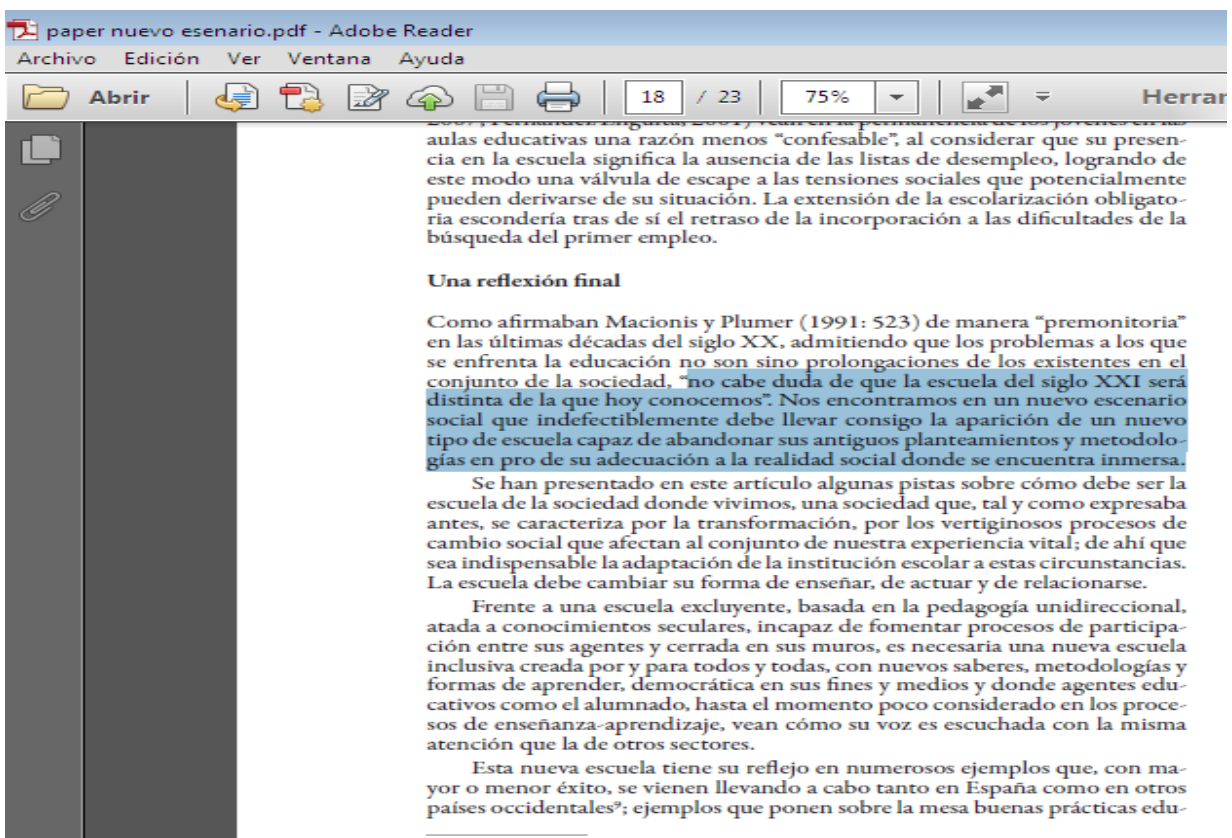 paper nuevo esenario.pdf - Adobe Reader
Archivo Edición Ver Ventana Ayuda
Abrir 18 / 23 75% Herrar
2007; Fernández Enguita, 2001) vean en la permanencia de los jóvenes en las
aulas educativas una razón menos “confesable”, al considerar que su presen-
cia en la escuela significa la ausencia de las listas de desempleo, logrando de
este modo una válvula de escape a las tensiones sociales que potencialmente
pueden derivarse de su situación. La extensión de la escolarización obligato-
ria escondería tras de sí el retraso de la incorporación a las dificultades de la
búsqueda del primer empleo.
Una reflexión final
Como afirmaban Macionis y Plumer (1991: 523) de manera “premonitoria”
en las últimas décadas del siglo XX, admitiendo que los problemas a los que
se enfrenta la educación no son sino prolongaciones de los existentes en el
conjunto de la sociedad, “no cabe duda de que la escuela del siglo XXI será
distinta de la que hoy conocemos”. Nos encontramos en un nuevo escenario
social que indefectiblemente debe llevar consigo la aparición de un nuevo
tipo de escuela capaz de abandonar sus antiguos planteamientos y metodolo-
gías en pro de su adecuación a la realidad social donde se encuentra inmersa.
Se han presentado en este artículo algunas pistas sobre cómo debe ser la
escuela de la sociedad donde vivimos, una sociedad que, tal y como expresaba
antes, se caracteriza por la transformación, por los vertiginosos procesos de
cambio social que afectan al conjunto de nuestra experiencia vital; de ahí que
sea indispensable la adaptación de la institución escolar a estas circunstancias.
La escuela debe cambiar su forma de enseñar, de actuar y de relacionarse.
Frente a una escuela excluyente, basada en la pedagogía unidireccional,
atada a conocimientos seculares, incapaz de fomentar procesos de participa-
ción entre sus agentes y cerrada en sus muros, es necesaria una nueva escuela
inclusiva creada por y para todos y todas, con nuevos saberes, metodologías y
formas de aprender, democrática en sus fines y medios y donde agentes edu-
cativos como el alumnado, hasta el momento poco considerado en los proce-
sos de enseñanza-aprendizaje, vean cómo su voz es escuchada con la misma
atención que la de otros sectores.
Esta nueva escuela tiene su reflejo en numerosos ejemplos que, con ma-
yor o menor éxito, se vienen llevando a cabo tanto en España como en otros
países occidentales⁹; ejemplos que ponen sobre la mesa buenas prácticas edu-